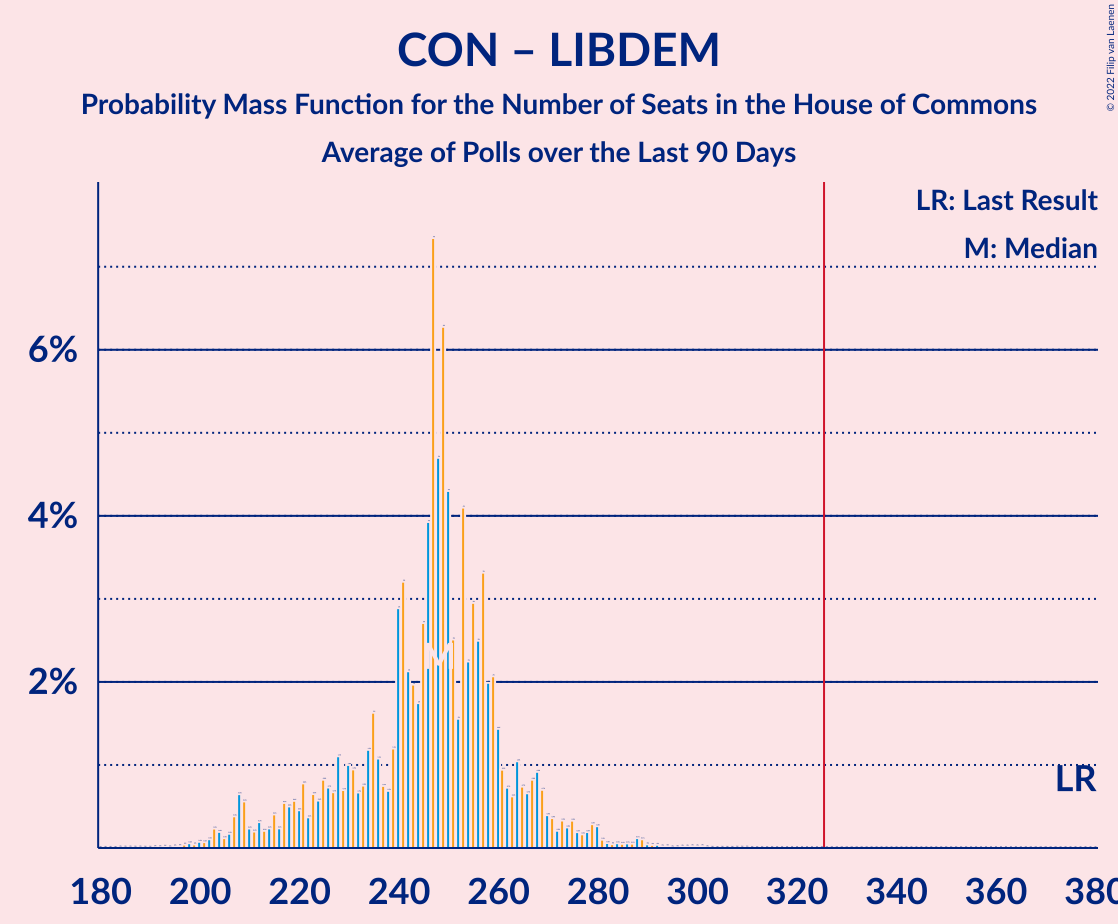 CON – LIBDEM
Probability Mass Function for the Number of Seats in the House of Commons
Average of Polls over the Last 90 Days
© 2022 Filip van Laenen
LR: Last Result
M: Median
6%
4%
2%
M
LR
180 200 220 240 260 280 300 320 340 360 380